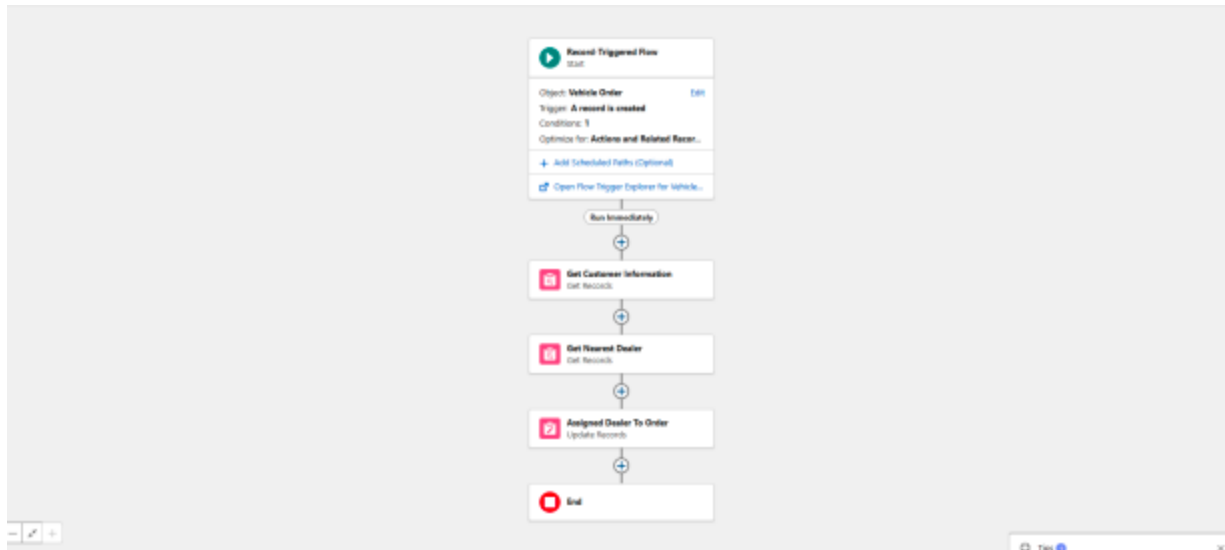 Record-Triggered Flow
Start
Object: Vehicle Order
Edit
Trigger: A record is created
Conditions: 1
Optimize for: Actions and Related Recor...
+ Add Scheduled Paths (Optional)
Open Flow Trigger Explorer for Vehicle...
Run Immediately
Get Customer Information
Get Records
Get Nearest Dealer
Get Records
Assigned Dealer To Order
Update Records
End